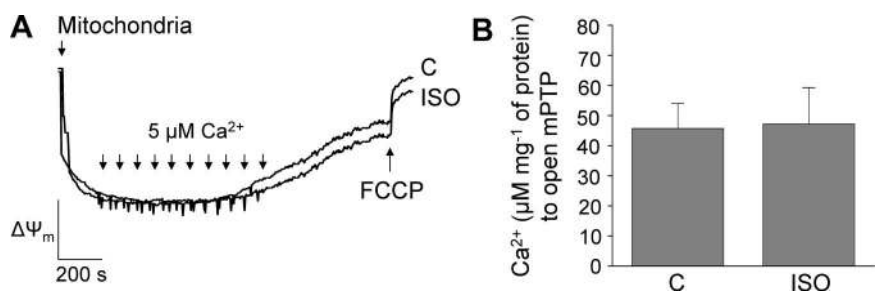 A
Mitochondria
C
ISO
5 µM Ca²⁺
FCCP
ΔΨm
200 s
B
Ca²⁺ (µM mg⁻¹ of protein)
to open mPTP
80
70
60
50
40
30
20
10
0
C
ISO